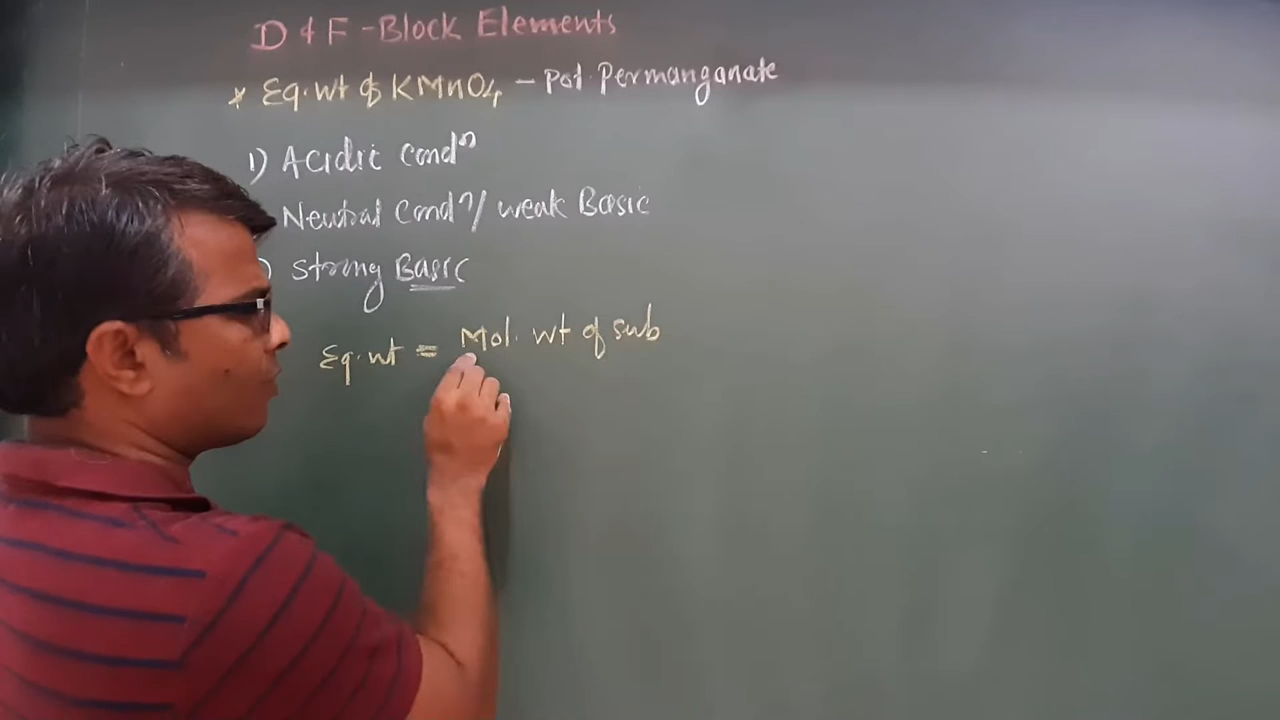 D & F - Block Elements
* Eq. wt of KMnO4 - Pot. Permanganate
1) Acidic Condn
Neutral Condn / weak Basic
) Strong Basic
Eq. wt = Mol. wt of sub